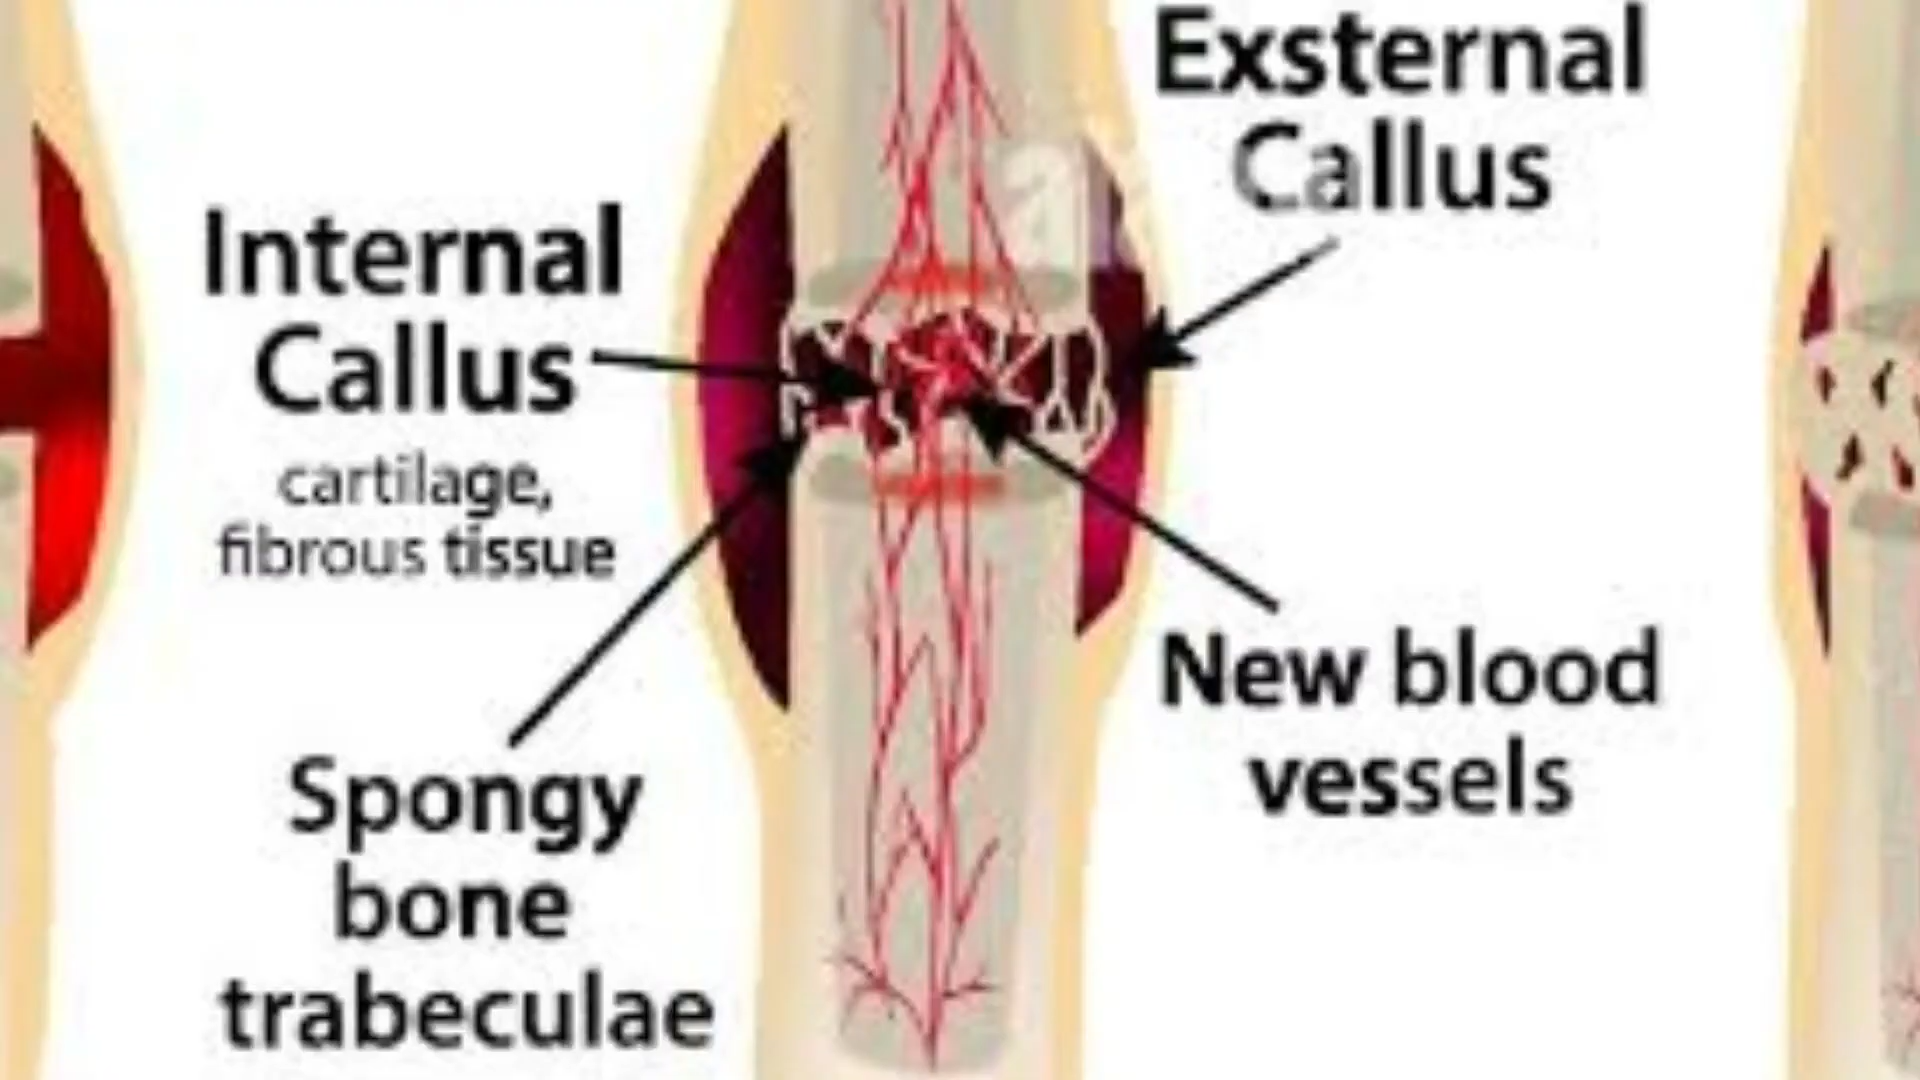 Exsternal
Callus
Internal
Callus
cartilage,
fibrous tissue
New blood
vessels
Spongy
bone
trabeculae